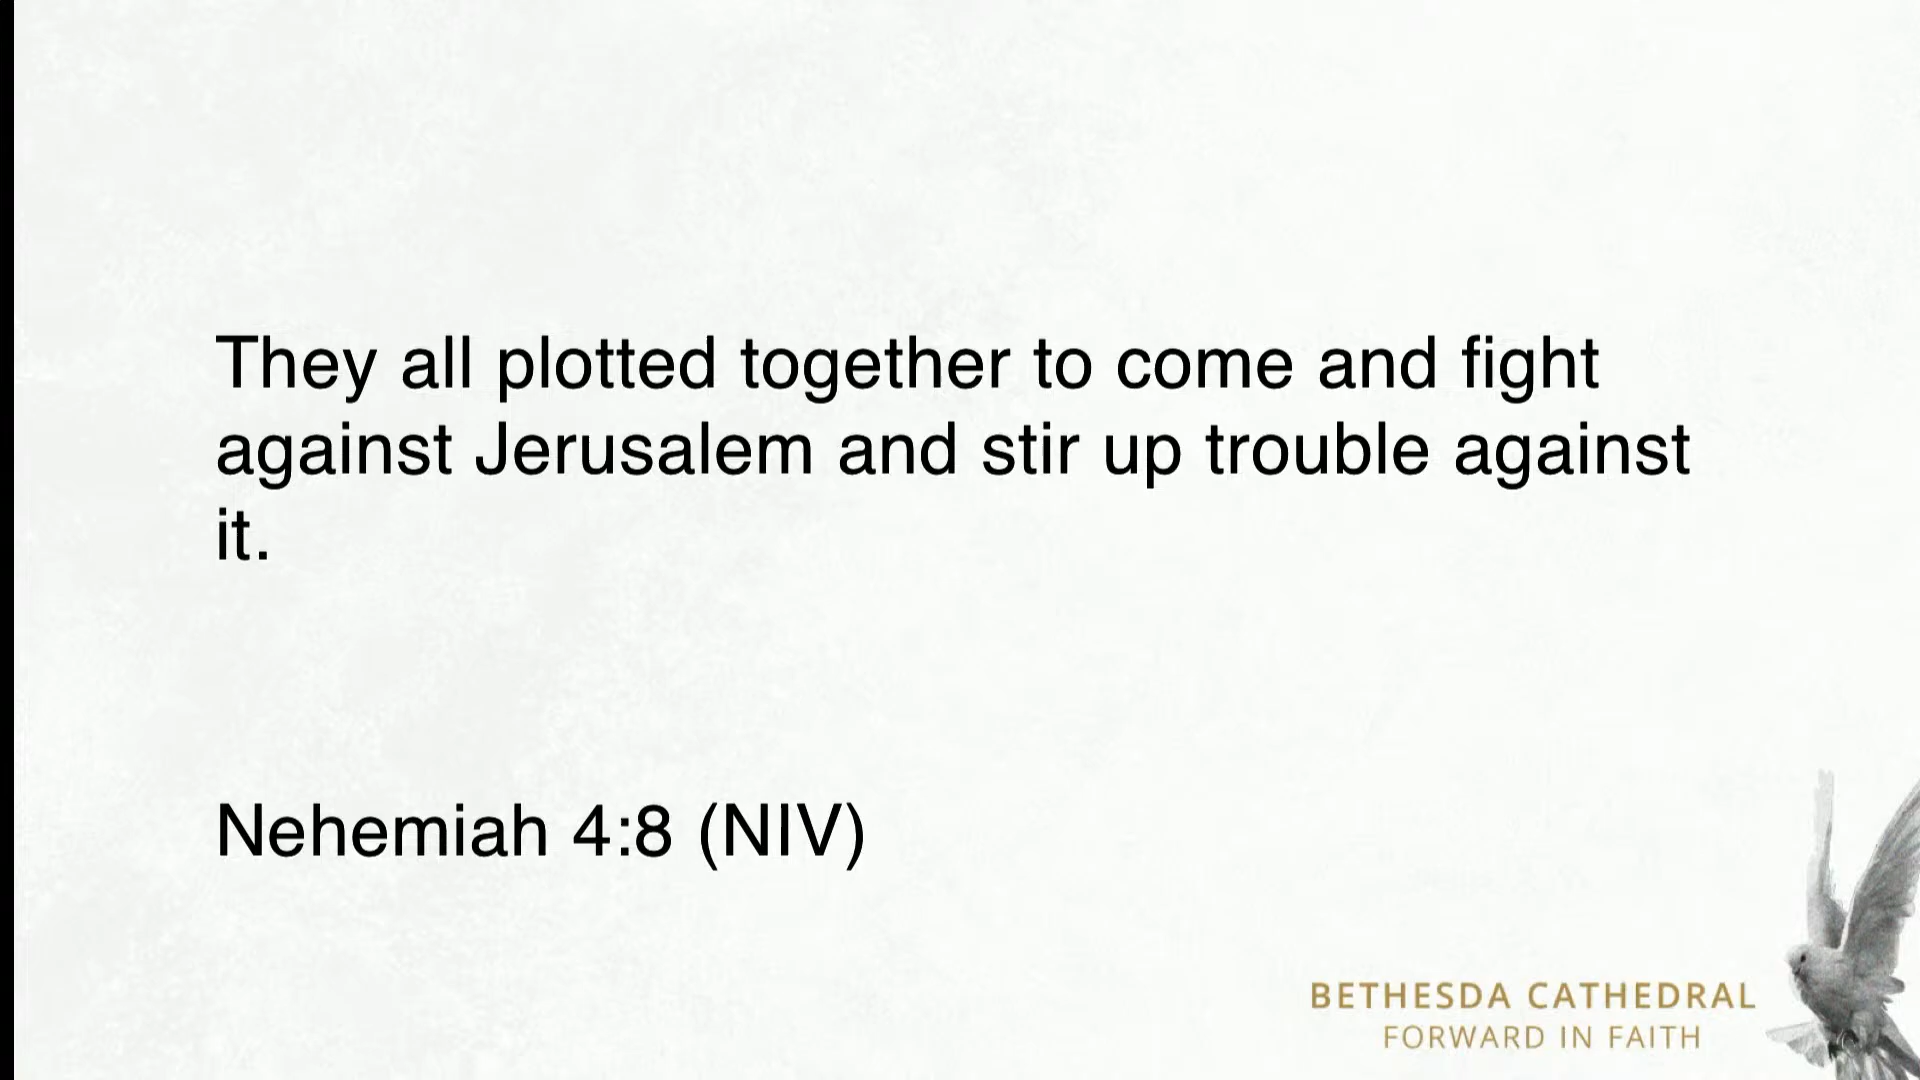 They all plotted together to come and fight
against Jerusalem and stir up trouble against
it.
Nehemiah 4:8 (NIV)
BETHESDA CATHEDRAL
FORWARD IN FAITH